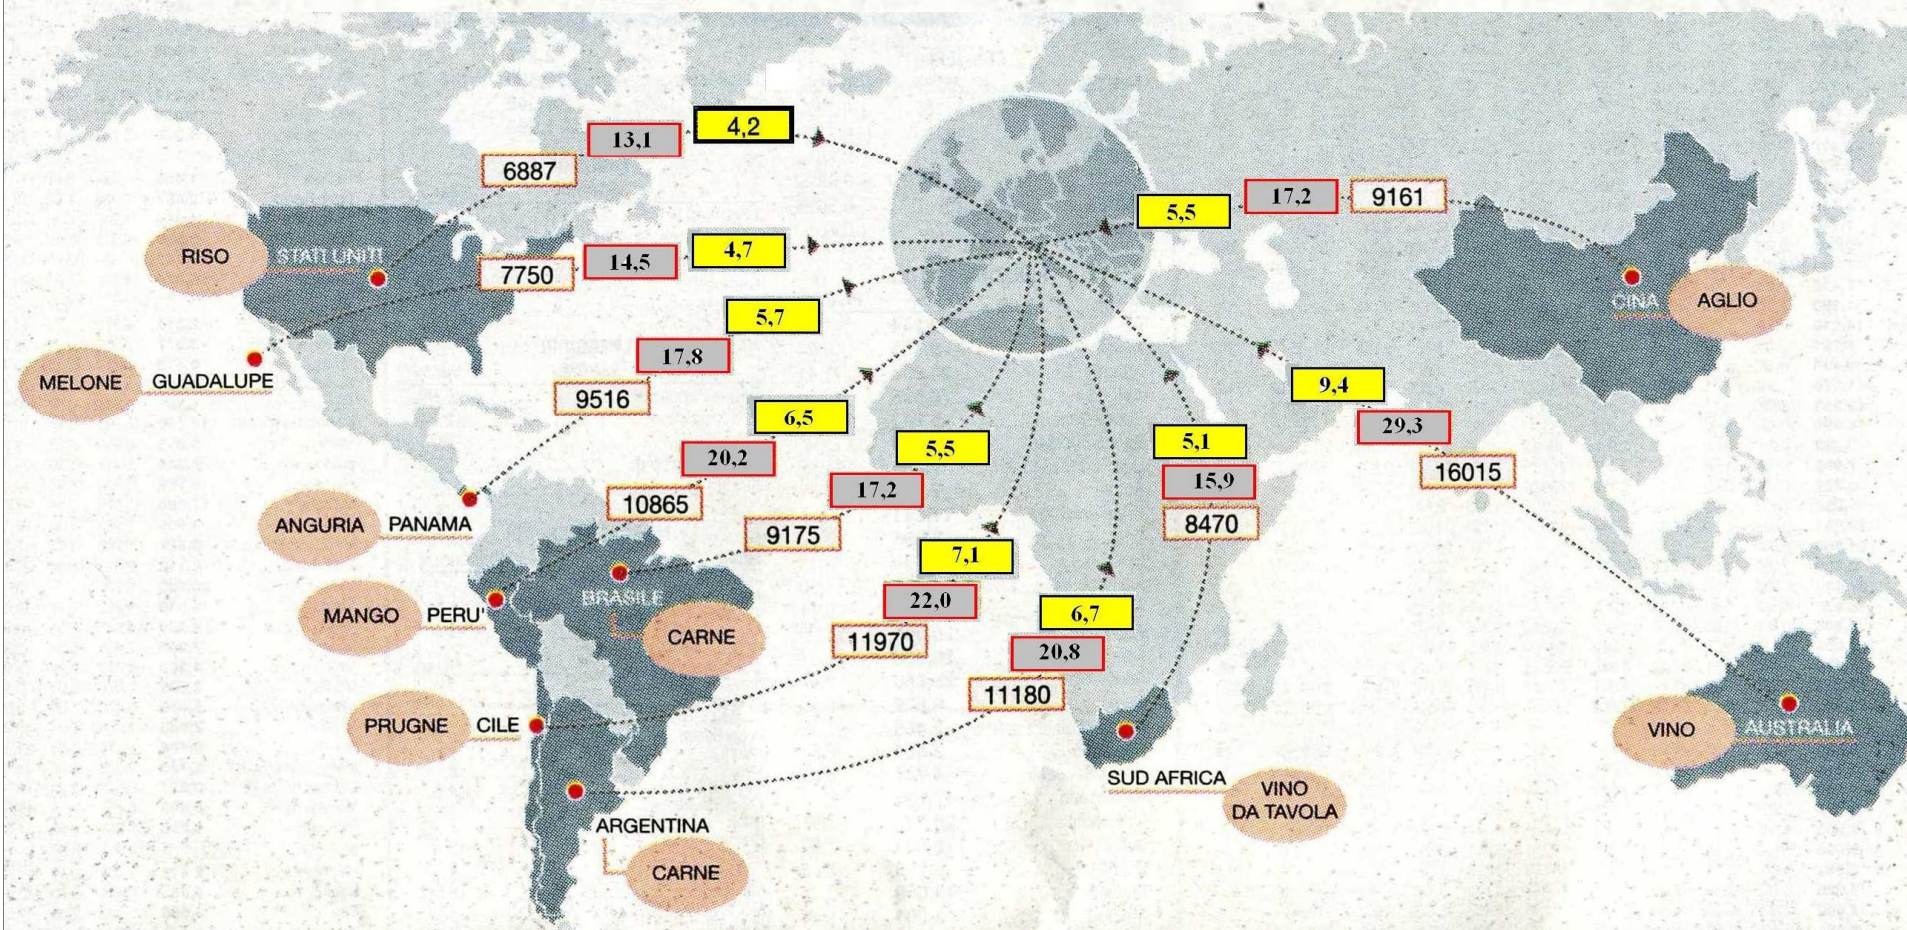 13,1
4,2
6887
5,5
17,2
9161
RISO
STATI UNITI
7750
14,5
4,7
CINA
AGLIO
5,7
17,8
9516
MELONE
GUADALUPE
9,4
29,3
16015
6,5
20,2
10865
5,5
17,2
9175
5,1
15,9
8470
ANGURIA
PANAMA
7,1
22,0
11970
MANGO
PERU'
BRASILE
CARNE
6,7
20,8
11180
PRUGNE
CILE
VINO
AUSTRALIA
SUD AFRICA
VINO
DA TAVOLA
ARGENTINA
CARNE